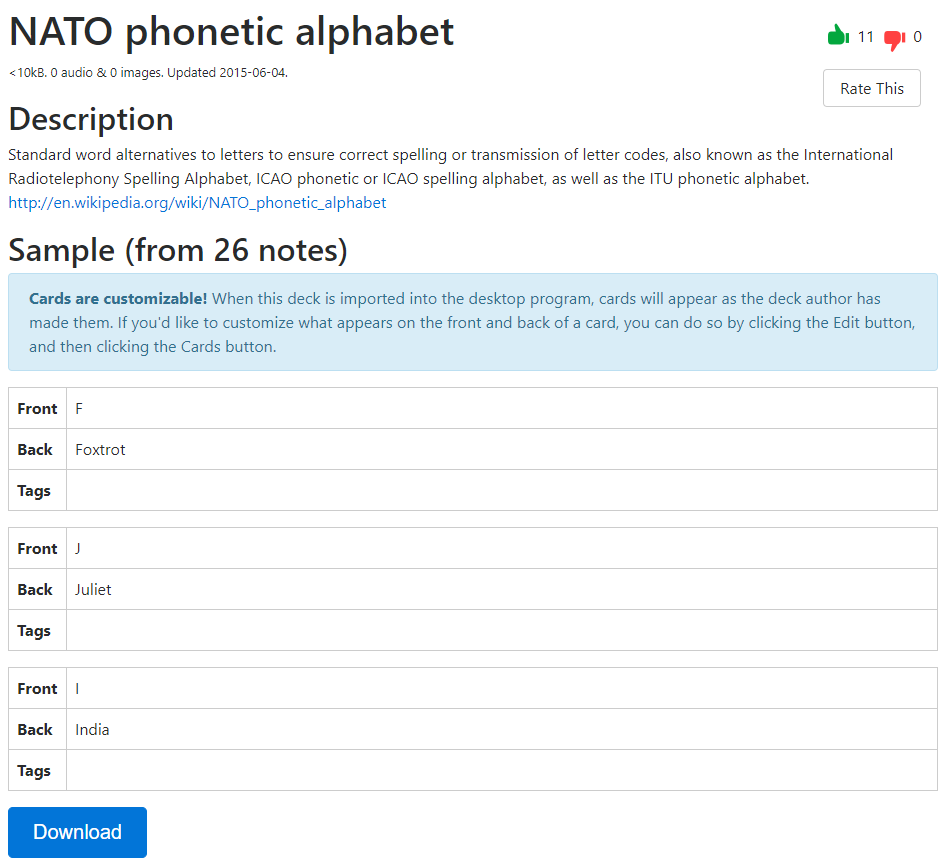 NATO phonetic alphabet
11 0
<10kB. 0 audio & 0 images. Updated 2015-06-04.
Rate This
Description
Standard word alternatives to letters to ensure correct spelling or transmission of letter codes, also known as the International
Radiotelephony Spelling Alphabet, ICAO phonetic or ICAO spelling alphabet, as well as the ITU phonetic alphabet.
http://en.wikipedia.org/wiki/NATO_phonetic_alphabet
Sample (from 26 notes)
Cards are customizable! When this deck is imported into the desktop program, cards will appear as the deck author has
made them. If you'd like to customize what appears on the front and back of a card, you can do so by clicking the Edit button,
and then clicking the Cards button.
Front F
Back Foxtrot
Tags
Front J
Back Juliet
Tags
Front I
Back India
Tags
Download